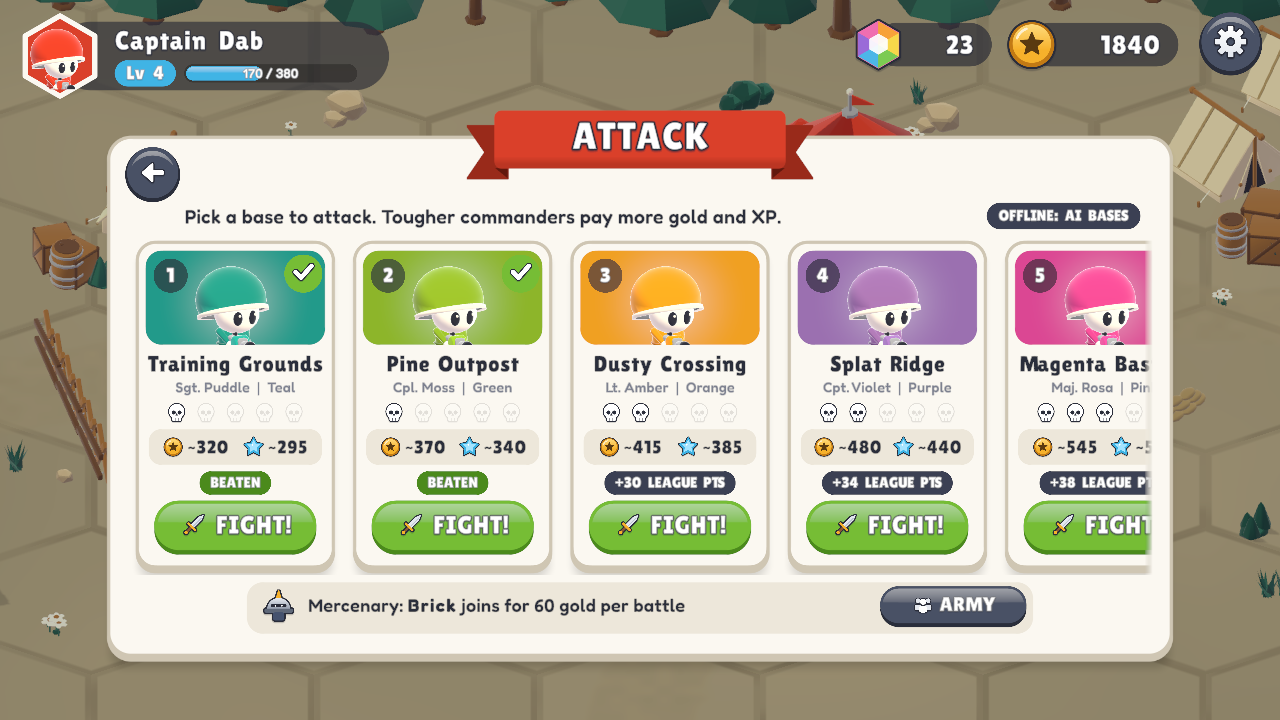 Captain Dab
Lv 4
170 / 380
23
1840
ATTACK
Pick a base to attack. Tougher commanders pay more gold and XP.
OFFLINE: AI BASES
1
Training Grounds
Sgt. Puddle | Teal
~320 ~295
BEATEN
FIGHT!
2
Pine Outpost
Cpl. Moss | Green
~370 ~340
BEATEN
FIGHT!
3
Dusty Crossing
Lt. Amber | Orange
~415 ~385
+30 LEAGUE PTS
FIGHT!
4
Splat Ridge
Cpt. Violet | Purple
~480 ~440
+34 LEAGUE PTS
FIGHT!
5
Magenta
Maj. Rosa |
~545
+38 LEAGUE
FIGHT
Mercenary: Brick joins for 60 gold per battle
ARMY